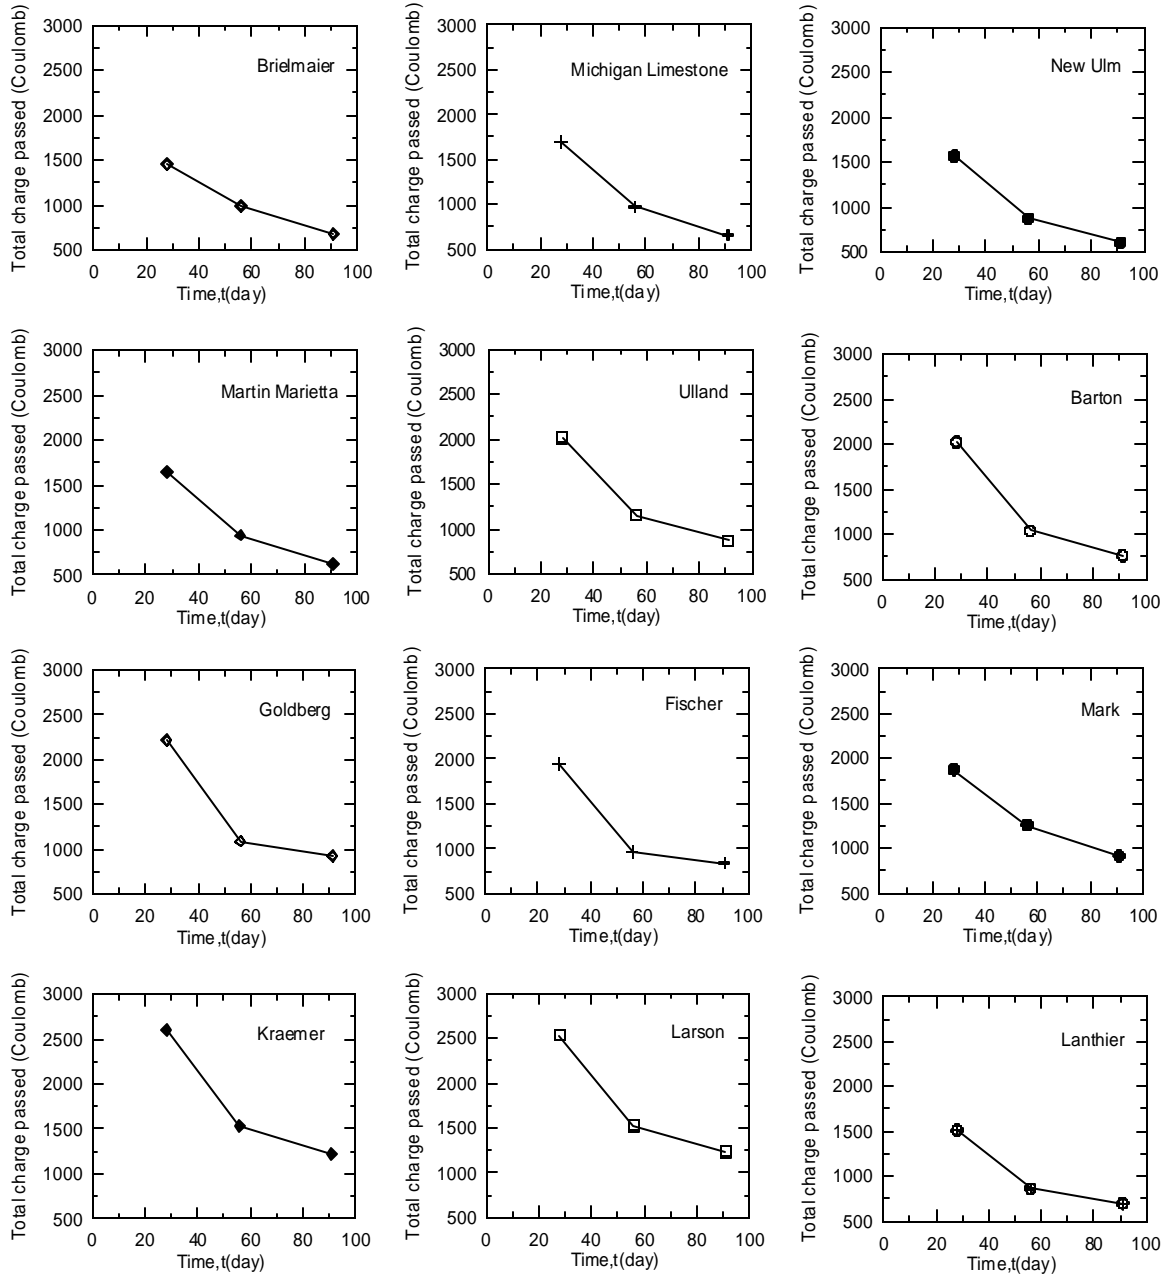 Total charge passed (Coulomb)
3000
2500
2000
1500
1000
500
Brielmaier
0 20 40 60 80 100
Time,t(day)
Total charge passed (Coulomb)
3000
2500
2000
1500
1000
500
Michigan Limestone
0 20 40 60 80 100
Time,t(day)
Total charge passed (Coulomb)
3000
2500
2000
1500
1000
500
New Ulm
0 20 40 60 80 100
Time,t(day)
Total charge passed (Coulomb)
3000
2500
2000
1500
1000
500
Martin Marietta
0 20 40 60 80 100
Time,t(day)
Total charge passed (Coulomb)
3000
2500
2000
1500
1000
500
Ulland
0 20 40 60 80 100
Time,t(day)
Total charge passed (Coulomb)
3000
2500
2000
1500
1000
500
Barton
0 20 40 60 80 100
Time,t(day)
Total charge passed (Coulomb)
3000
2500
2000
1500
1000
500
Goldberg
0 20 40 60 80 100
Time,t(day)
Total charge passed (Coulomb)
3000
2500
2000
1500
1000
500
Fischer
0 20 40 60 80 100
Time,t(day)
Total charge passed (Coulomb)
3000
2500
2000
1500
1000
500
Mark
0 20 40 60 80 100
Time,t(day)
Total charge passed (Coulomb)
3000
2500
2000
1500
1000
500
Kraemer
0 20 40 60 80 100
Time,t(day)
Total charge passed (Coulomb)
3000
2500
2000
1500
1000
500
Larson
0 20 40 60 80 100
Time,t(day)
Total charge passed (Coulomb)
3000
2500
2000
1500
1000
500
Lanthier
0 20 40 60 80 100
Time,t(day)